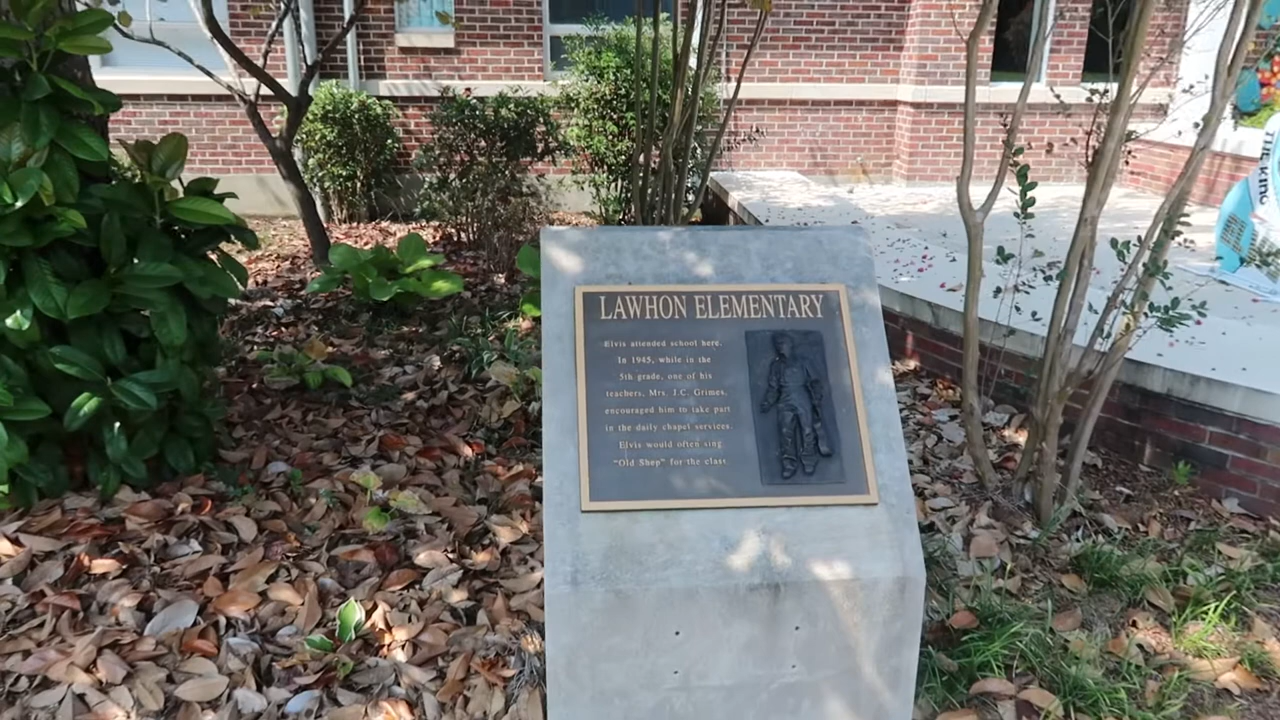 LAWHON ELEMENTARY
Elvis attended school here.
In 1945, while in the
5th grade, one of his
teachers, Mrs. J.C. Grimes,
encouraged him to take part
in the daily chapel services.
Elvis would often sing
"Old Shep" for the class
THE KING